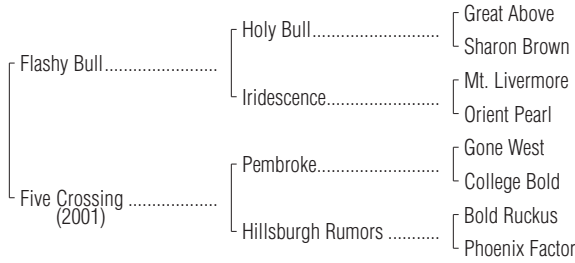 Great Above
Holy Bull
Sharon Brown
Flashy Bull
Mt. Livermore
Iridescence
Orient Pearl
Gone West
Pembroke
College Bold
Five Crossing
(2001)
Bold Ruckus
Hillsburgh Rumors
Phoenix Factor